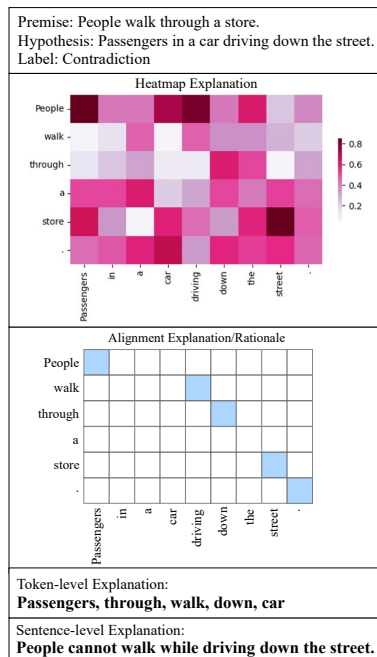 Premise: People walk through a store.
Hypothesis: Passengers in a car driving down the street.
Label: Contradiction
Heatmap Explanation
People
walk
through
a
store
.
0.8
0.6
0.4
0.2
Passengers
in
a
car
driving
down
the
street
.
Alignment Explanation/Rationale
People
walk
through
a
store
.
Passengers
in
a
car
driving
down
the
street
.
Token-level Explanation:
Passengers, through, walk, down, car
Sentence-level Explanation:
People cannot walk while driving down the street.